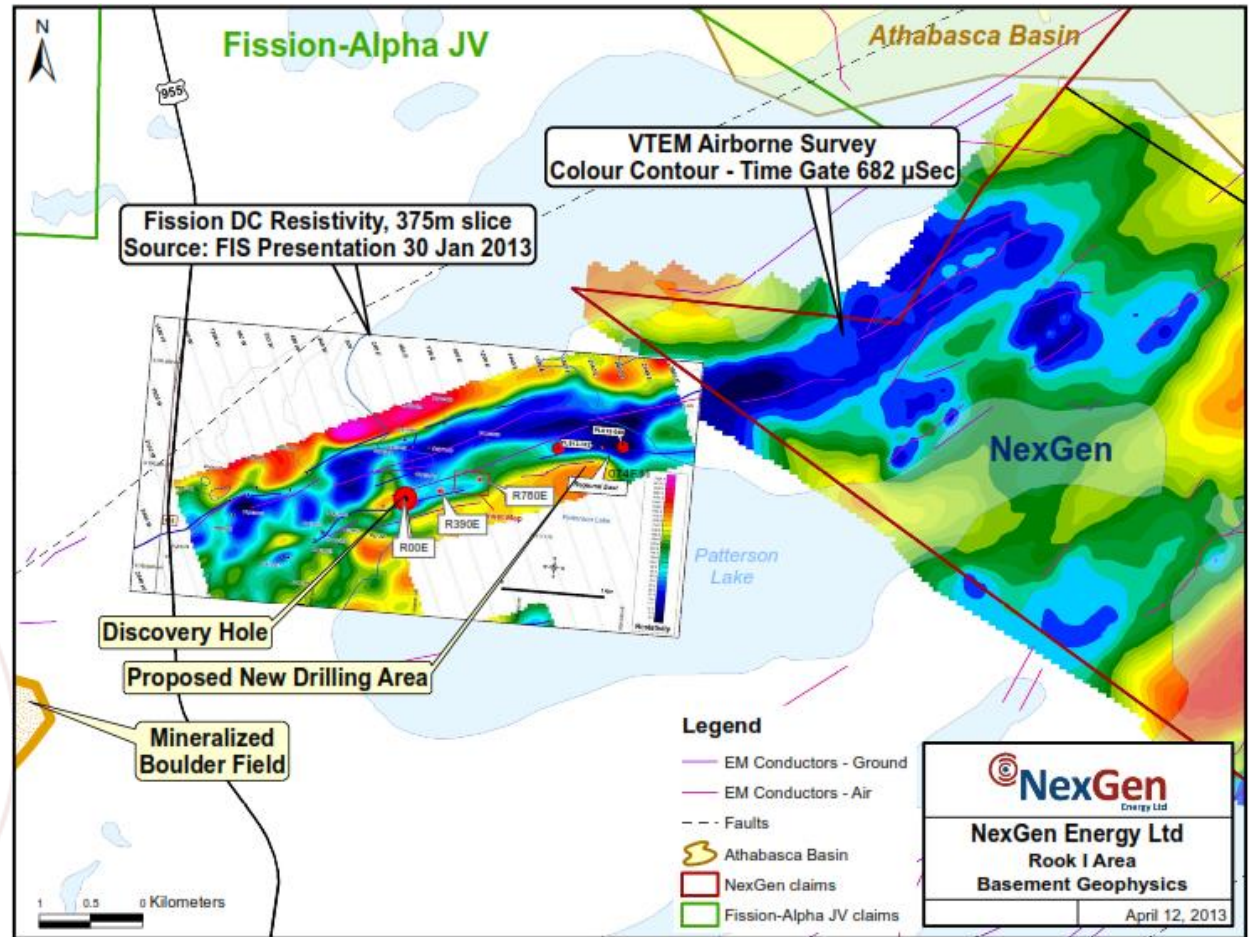 N
Fission-Alpha JV
Athabasca Basin
955
VTEM Airborne Survey
Colour Contour - Time Gate 682 µSec
Fission DC Resistivity, 375m slice
Source: FIS Presentation 30 Jan 2013
NexGen
R780E
R390E
R00E
Patterson Lake
Patterson
Lake
Resistivity
Discovery Hole
Proposed New Drilling Area
Mineralized
Boulder Field
Legend
EM Conductors - Ground
EM Conductors - Air
Faults
Athabasca Basin
NexGen claims
Fission-Alpha JV claims
1 0.5 0 Kilometers
NexGen
Energy Ltd
NexGen Energy Ltd
Rook I Area
Basement Geophysics
April 12, 2013